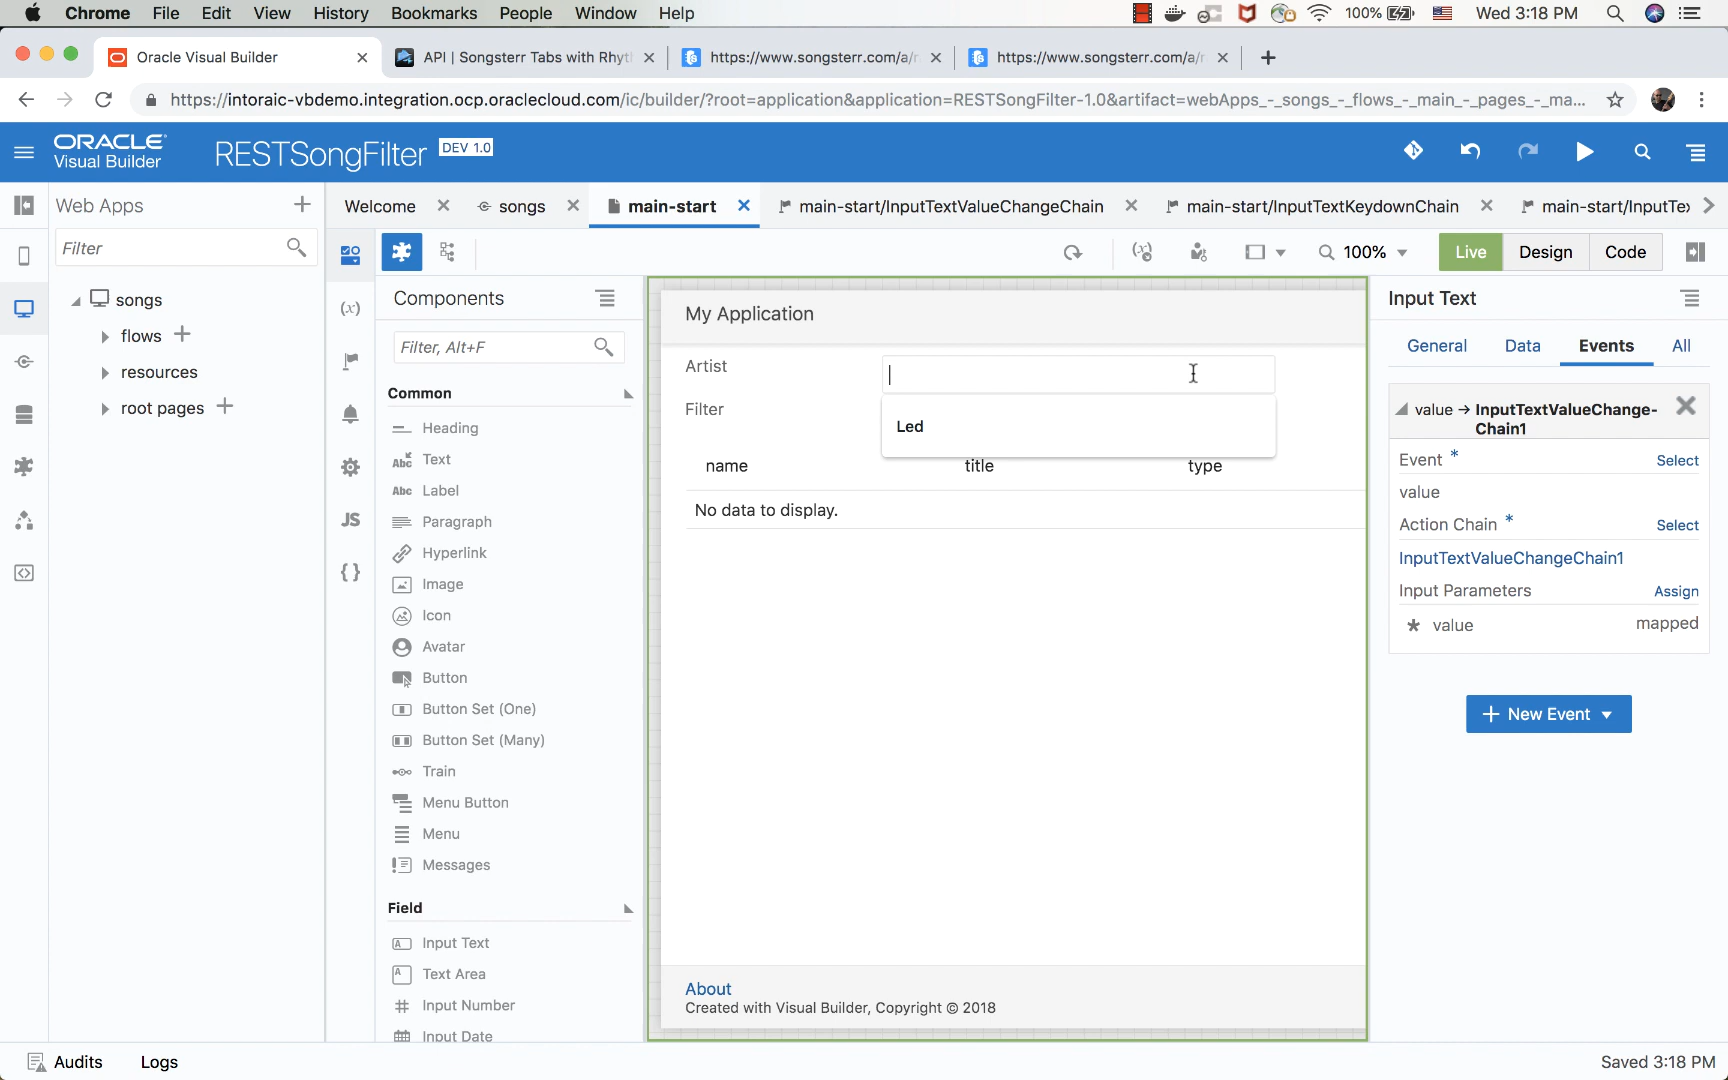 Chrome File Edit View History Bookmarks People Window Help 100% Wed 3:18 PM
Oracle Visual Builder
API | Songsterr Tabs with Rhyt
https://www.songsterr.com/a/r
https://www.songsterr.com/a/r
https://intoraic-vbdemo.integration.ocp.oraclecloud.com/ic/builder/?root=application&application=RESTSongFilter-1.0&artifact=webApps_-_songs_-_flows_-_main_-_pages_-_ma...
ORACLE
Visual Builder
RESTSongFilter DEV 1.0
Web Apps
Welcome
songs
main-start
main-start/InputTextValueChangeChain
main-start/InputTextKeydownChain
main-start/InputTex
Filter
100%
Live Design Code
songs
flows
resources
root pages
(x)
JS
{ }
Components
Filter, Alt+F
Common
Heading
Abc Text
Abc Label
Paragraph
Hyperlink
Image
Icon
Avatar
Button
Button Set (One)
Button Set (Many)
Train
Menu Button
Menu
Messages
Field
Input Text
Text Area
Input Number
Input Date
My Application
Artist
Filter
Led
name title type
No data to display.
About
Created with Visual Builder, Copyright © 2018
Input Text
General Data Events All
value → InputTextValueChange-
Chain1
Event * Select
value
Action Chain * Select
InputTextValueChangeChain1
Input Parameters Assign
* value mapped
+ New Event
Audits Logs
Saved 3:18 PM